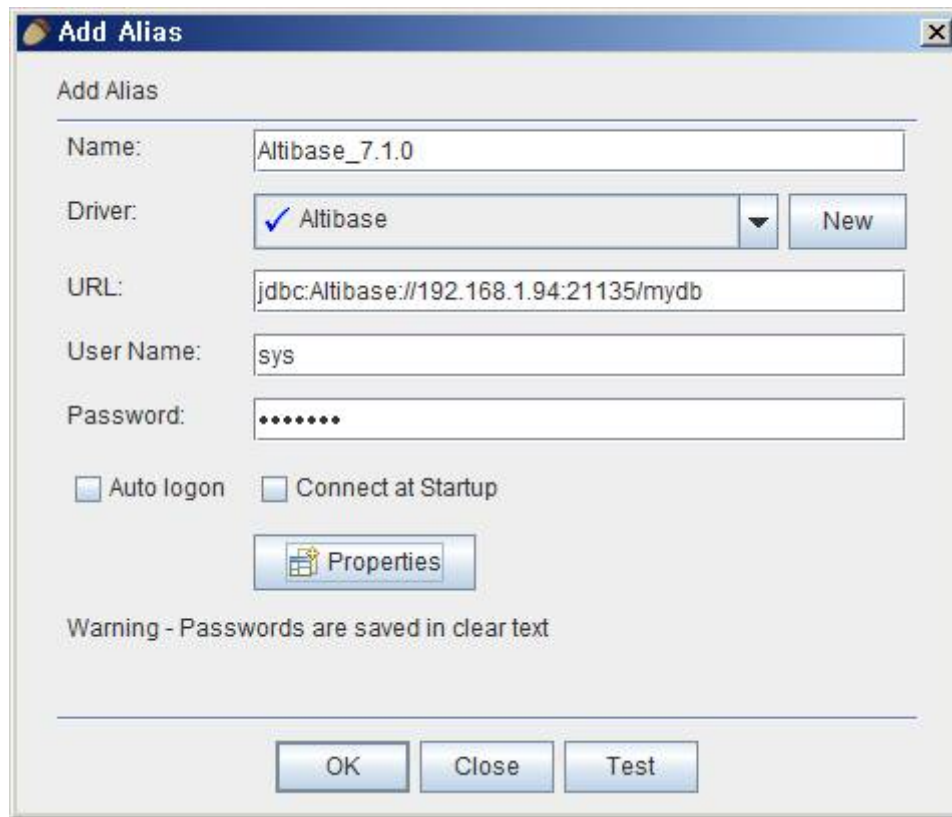 Add Alias
Add Alias
Name: Altibase_7.1.0
Driver: Altibase New
URL: jdbc:Altibase://192.168.1.94:21135/mydb
User Name: sys
Password: •••••••
Auto logon Connect at Startup
Properties
Warning - Passwords are saved in clear text
OK Close Test